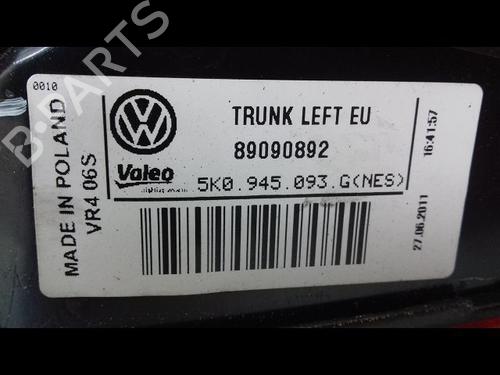 0010
MADE IN POLAND
VR4 06S
TRUNK LEFT EU
89090892
Valeo
5K0.945.093.G(NES)
16:41:57
27.06.2011
B-PARTS